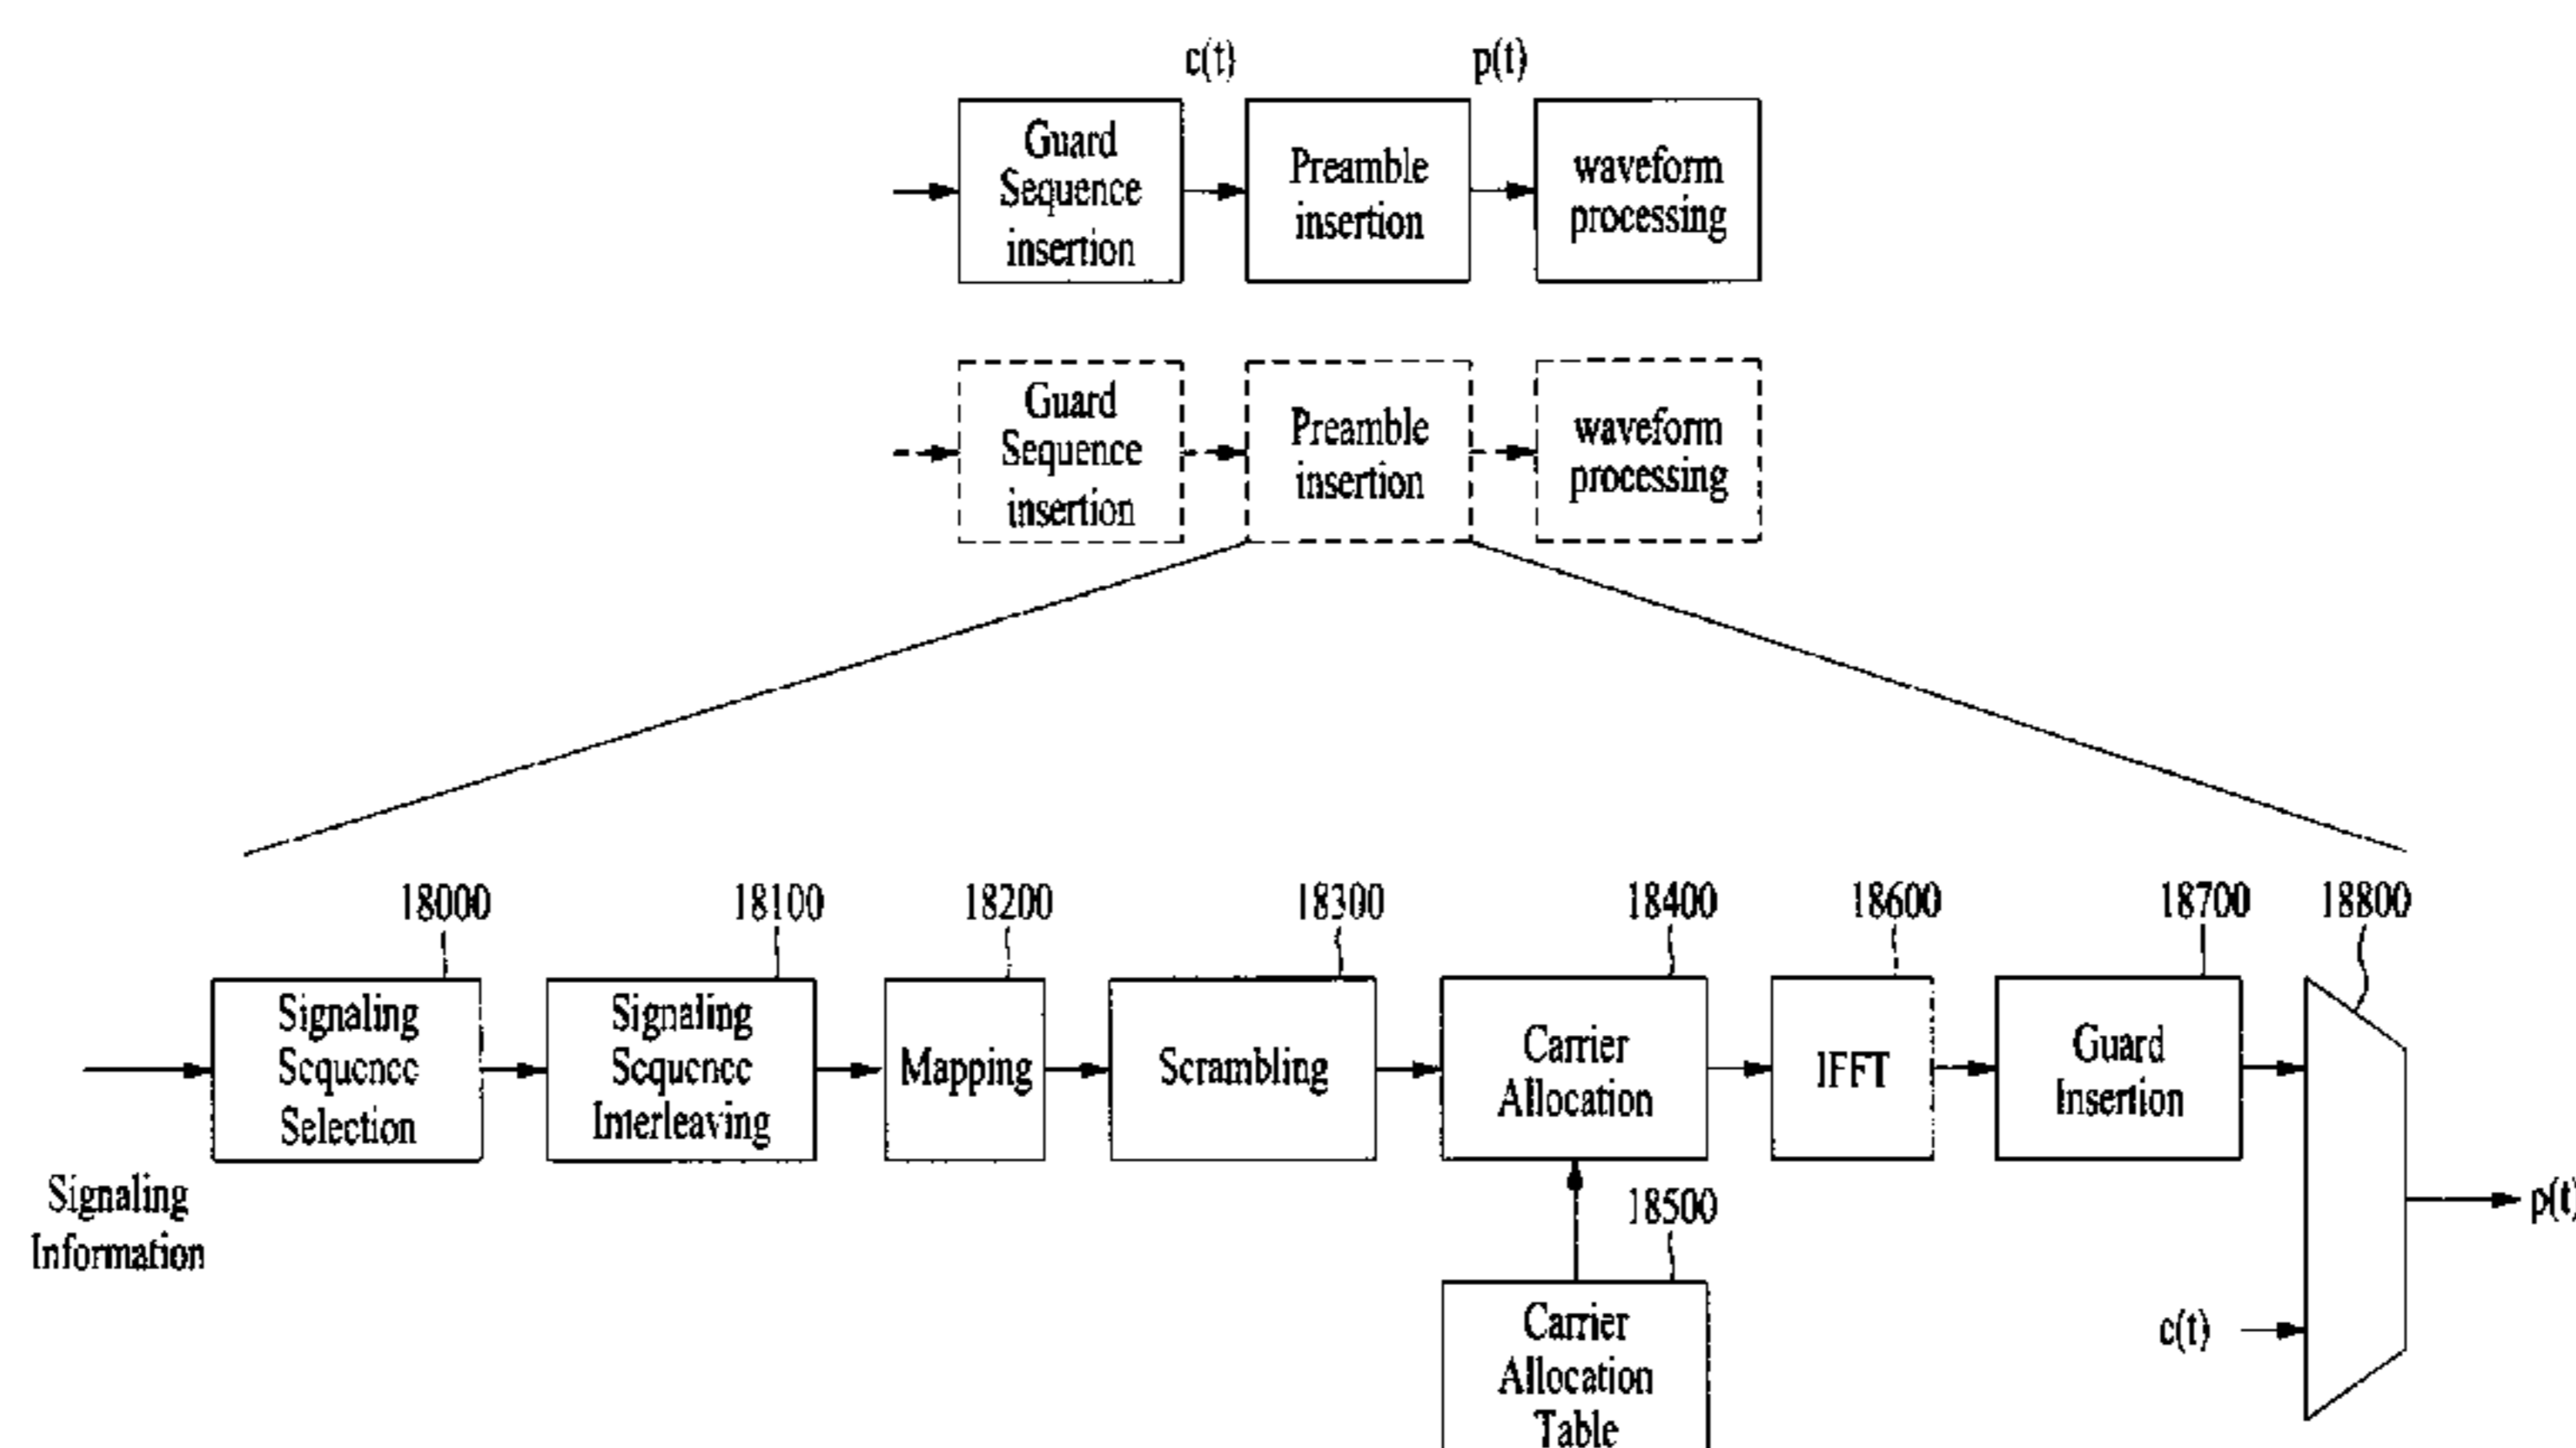 c(t)
p(t)
Guard
Sequence
insertion
Preamble
insertion
waveform
processing
Guard
Sequence
insertion
Preamble
insertion
waveform
processing
18000
18100
18200
18300
18400
18600
18700
18800
Signaling
Sequence
Selection
Signaling
Sequence
Interleaving
Mapping
Scrambling
Carrier
Allocation
IFFT
Guard
Insertion
Signaling
Information
18500
p(t)
Carrier
Allocation
Table
c(t)